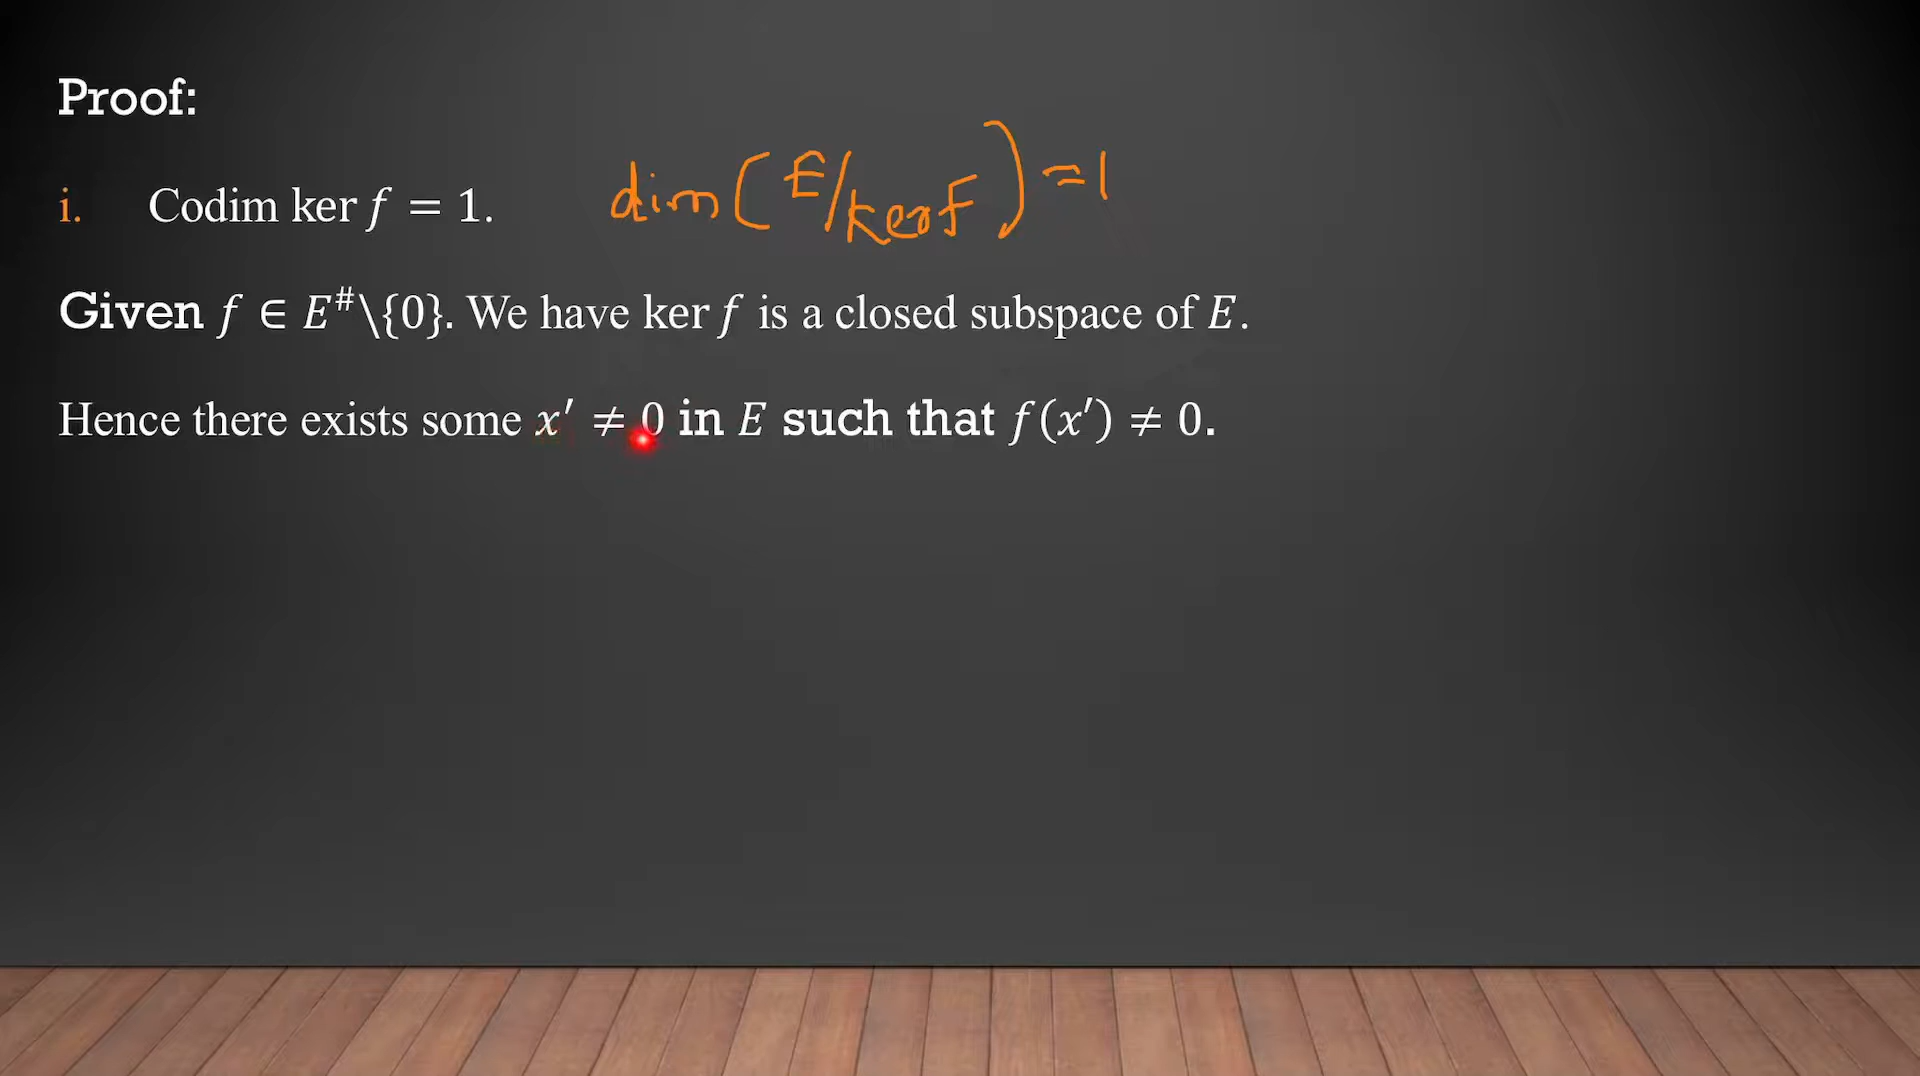 Proof:
i. Codim ker f = 1. dim(E/kerf) = 1
Given f ∈ E^#\{0}. We have ker f is a closed subspace of E.
Hence there exists some x′ ≠ 0 in E such that f(x′) ≠ 0.